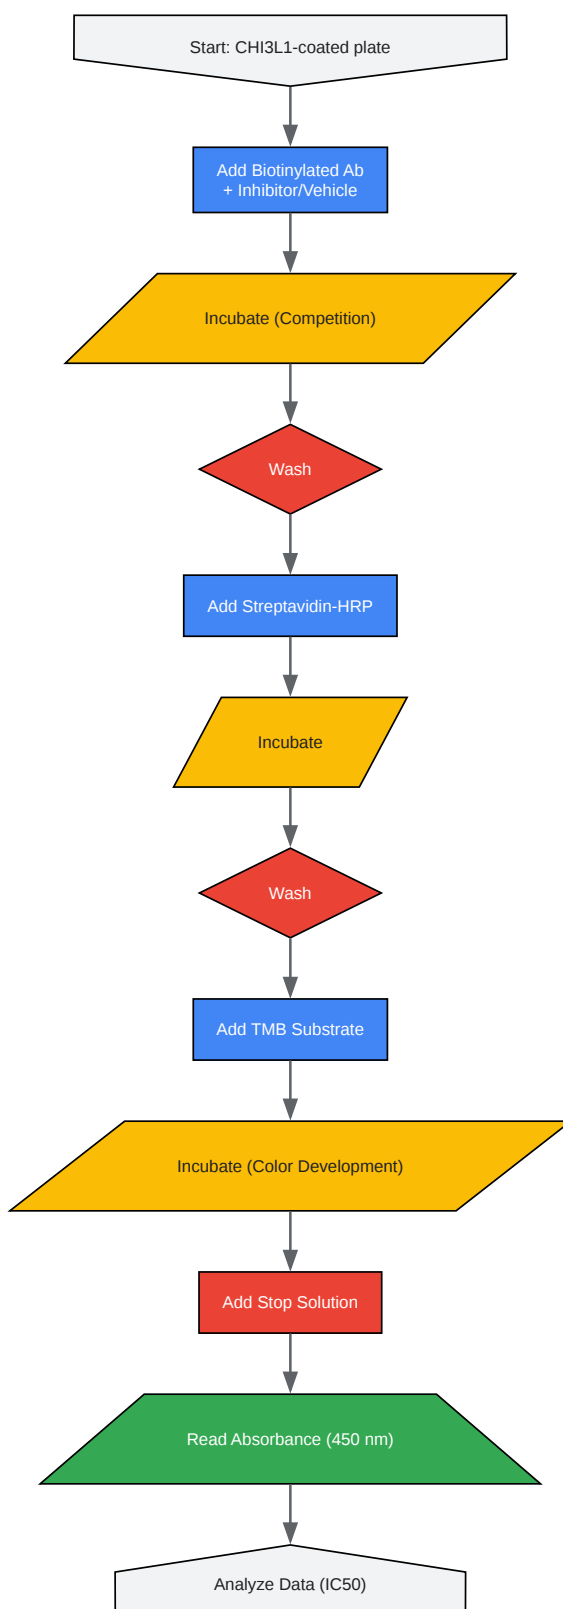 Start: CHI3L1-coated plate
Add Biotinylated Ab
+ Inhibitor/Vehicle
Incubate (Competition)
Wash
Add Streptavidin-HRP
Incubate
Wash
Add TMB Substrate
Incubate (Color Development)
Add Stop Solution
Read Absorbance (450 nm)
Analyze Data (IC50)